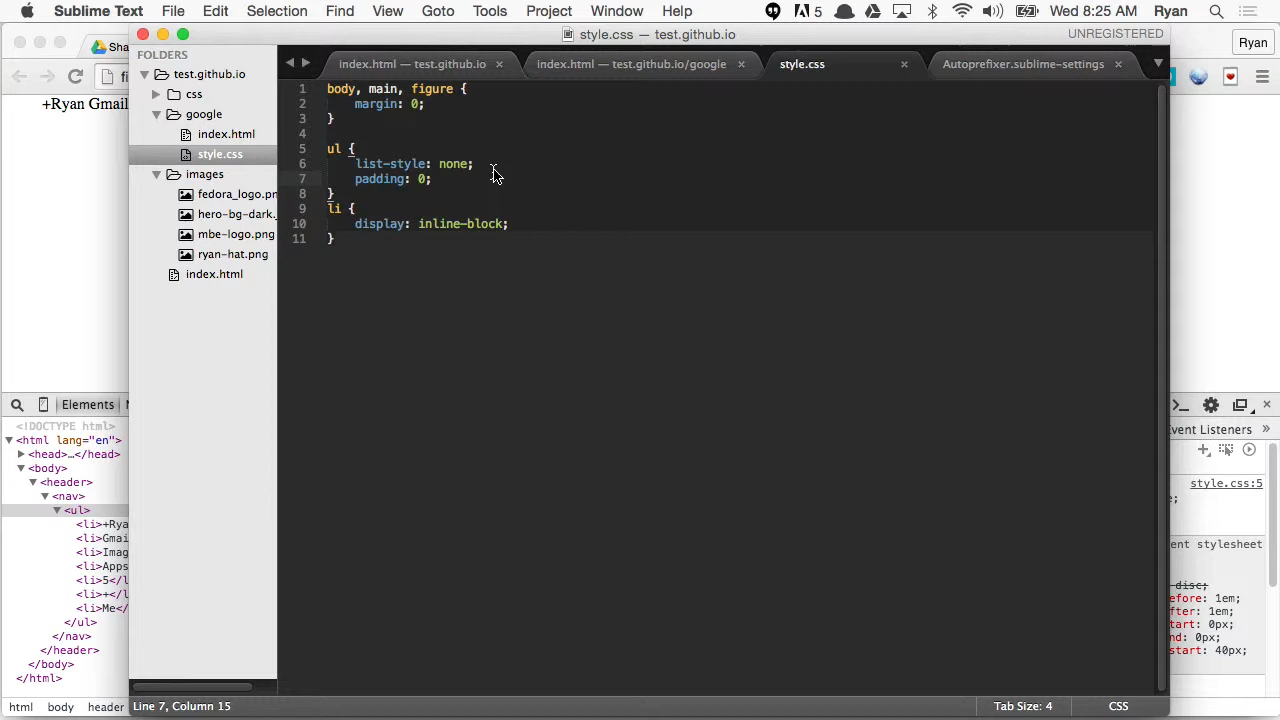 Sublime Text File Edit Selection Find View Goto Tools Project Window Help 5 Wed 8:25 AM Ryan
style.css — test.github.io UNREGISTERED
Sha Ryan
FOLDERS
index.html — test.github.io × index.html — test.github.io/google × style.css × Autoprefixer.sublime-settings ×
test.github.io
css
google
index.html
style.css
images
fedora_logo.pn
hero-bg-dark.
mbe-logo.png
ryan-hat.png
index.html
fi
+Ryan Gmail
1 body, main, figure {
2 margin: 0;
3 }
4
5 ul {
6 list-style: none;
7 padding: 0;
8 }
9 li {
10 display: inline-block;
11 }
Elements
<!DOCTYPE html>
<html lang="en">
<head>…</head>
<body>
<header>
<nav>
<ul>
<li>+Rya
<li>Gmai
<li>Imag
<li>Apps
<li>5</l
<li>+</l
<li>Me</
</ul>
</nav>
</header>
</body>
</html>
html body header
Event Listeners »
style.css:5
e;
ent stylesheet
disc;
efore: 1em;
fter: 1em;
tart: 0px;
nd: 0px;
start: 40px;
Line 7, Column 15 Tab Size: 4 CSS